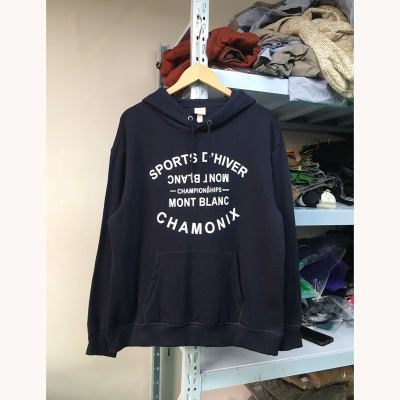 SPORTS D'HIVER
MONT BLANC
—CHAMPIONSHIPS—
MONT BLANC
CHAMONIX